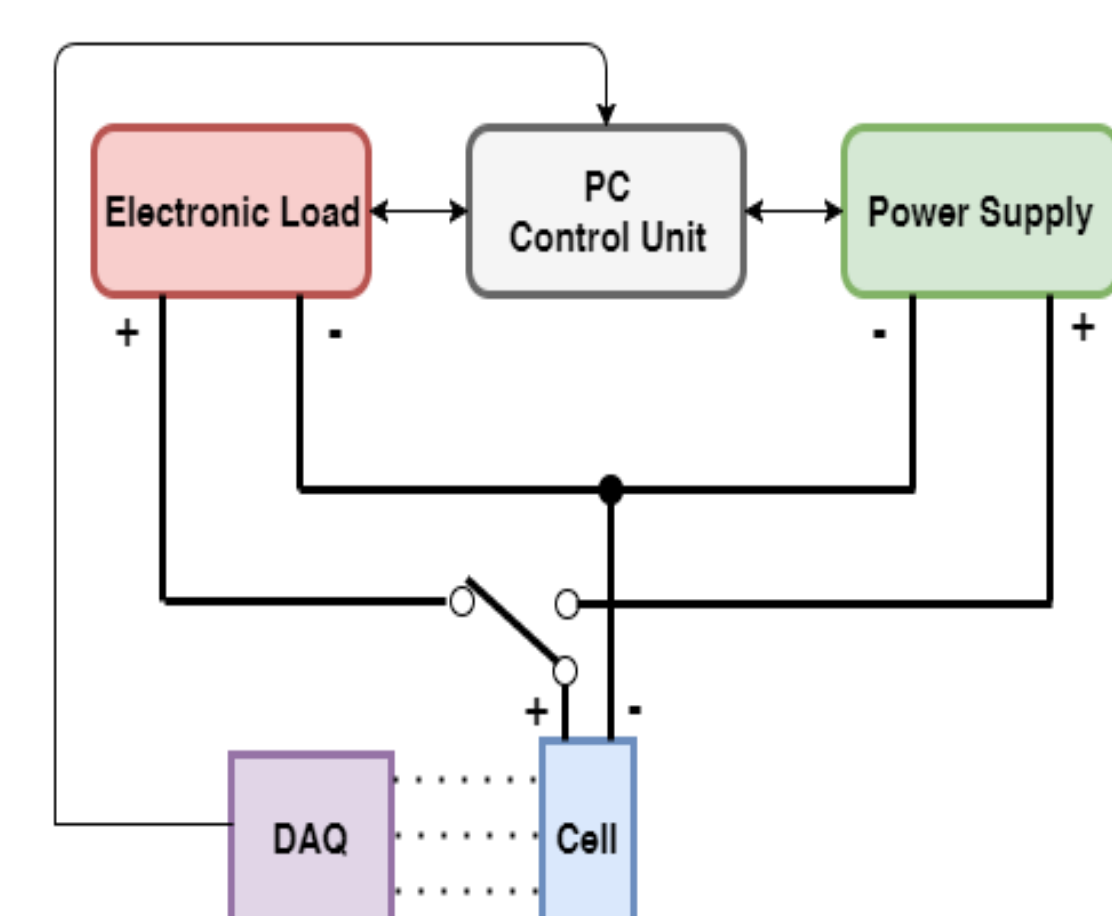 Electronic Load
PC
Control Unit
Power Supply
+
-
-
+
+
-
DAQ
Cell